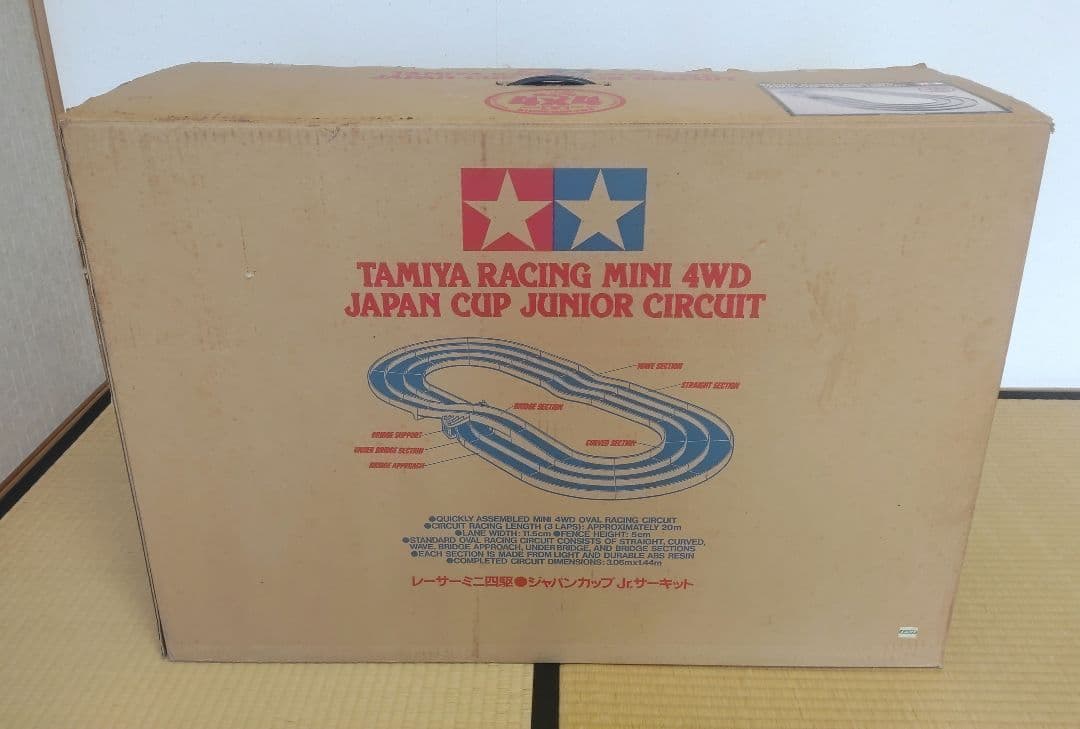 4x4
TAMIYA RACING MINI 4WD
JAPAN CUP JUNIOR CIRCUIT
WAVE SECTION
STRAIGHT SECTION
BRIDGE SECTION
BRIDGE SUPPORT
CURVED SECTION
UNDER BRIDGE SECTION
BRIDGE APPROACH
●QUICKLY ASSEMBLED MINI 4WD OVAL RACING CIRCUIT
●CIRCUIT RACING LENGTH (3 LAPS): APPROXIMATELY 20m
●LANE WIDTH: 11.5cm ●FENCE HEIGHT: 5cm
●STANDARD OVAL RACING CIRCUIT CONSISTS OF STRAIGHT, CURVED,
WAVE, BRIDGE APPROACH, UNDER BRIDGE, AND BRIDGE SECTIONS
●EACH SECTION IS MADE FROM LIGHT AND DURABLE ABS RESIN
●COMPLETED CIRCUIT DIMENSIONS: 3.06m×1.44m
レーサーミニ四駆●ジャパンカップ Jr.サーキット